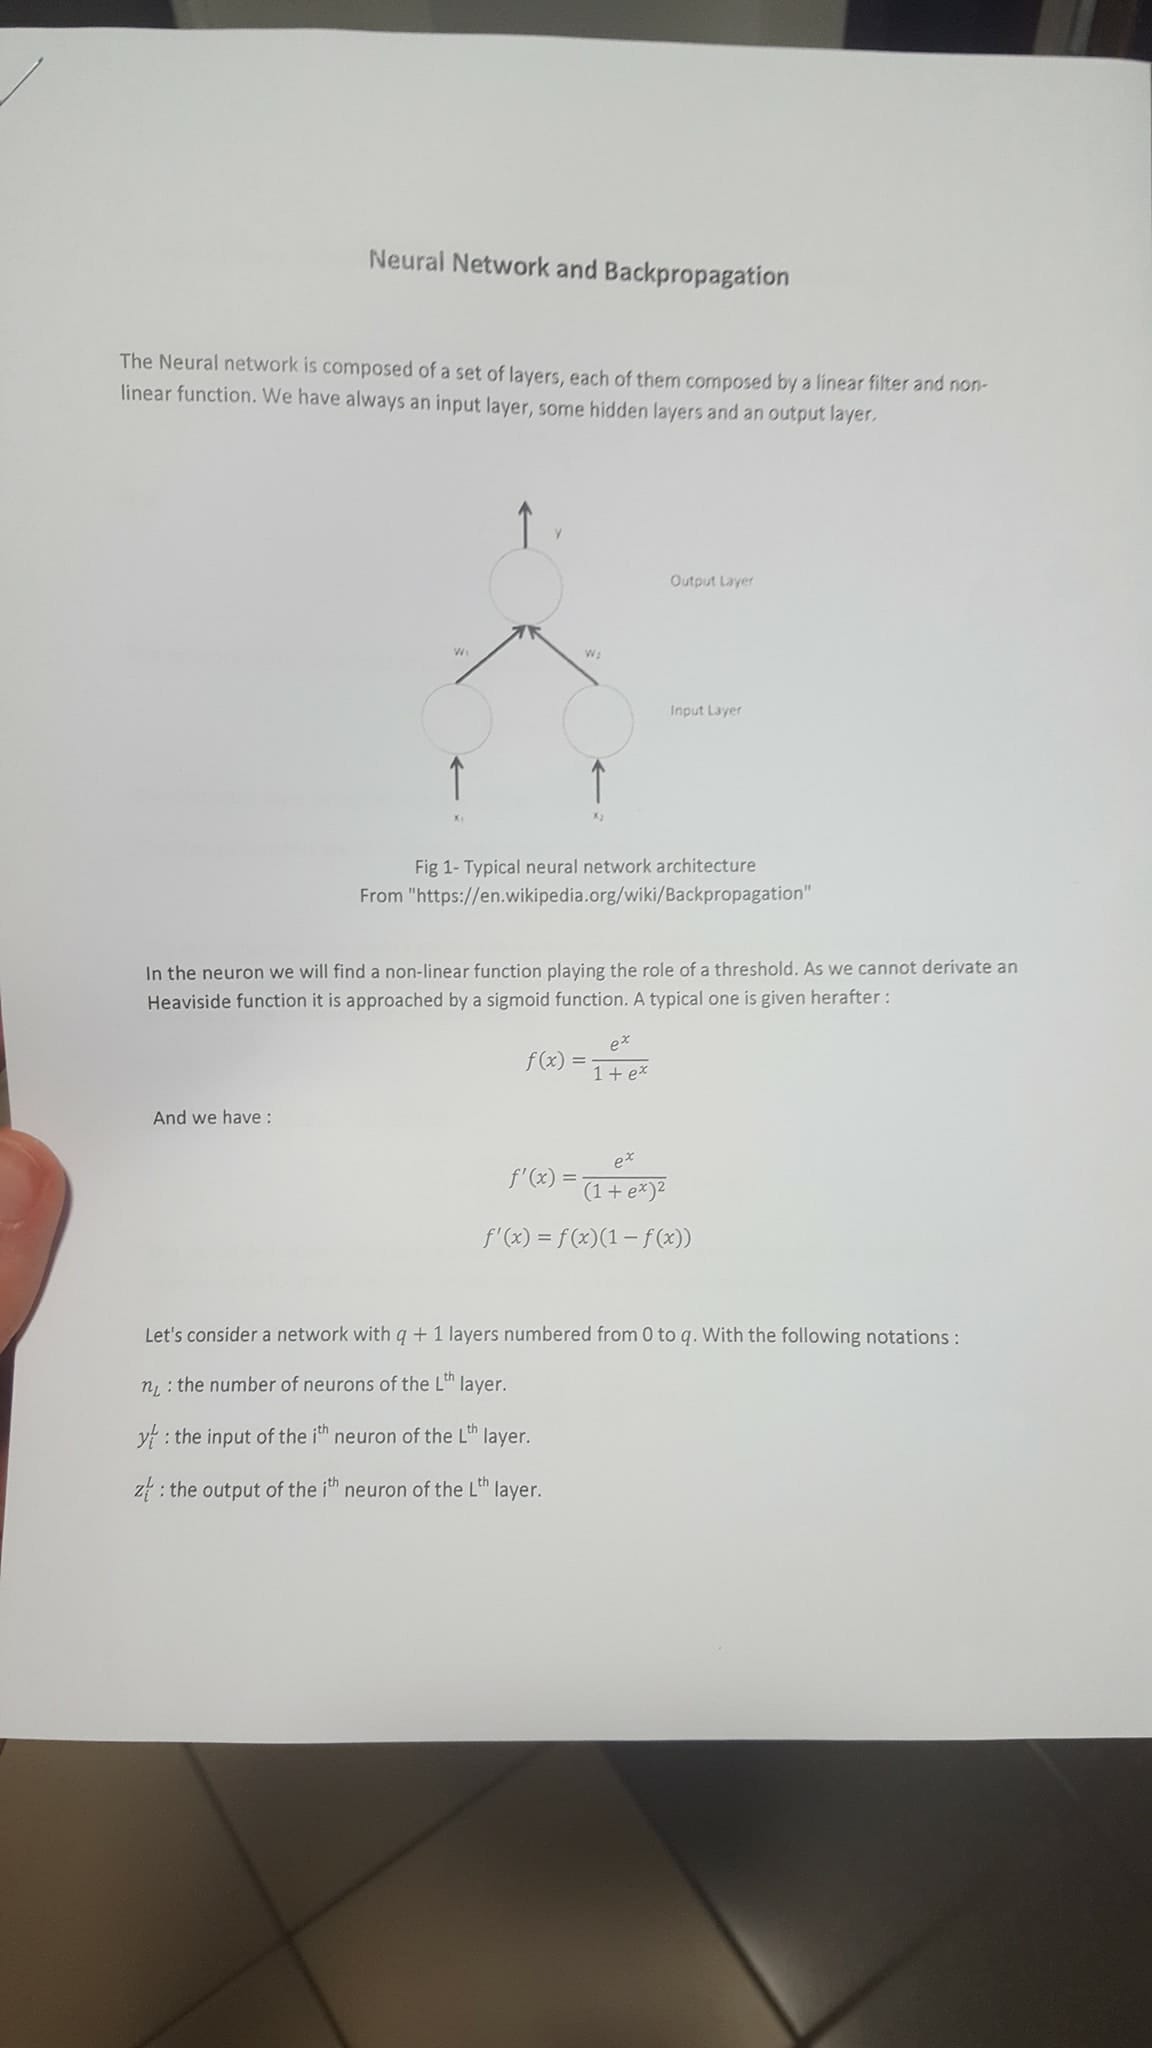 Neural Network and Backpropagation
The Neural network is composed of a set of layers, each of them composed by a linear filter and non-
linear function. We have always an input layer, some hidden layers and an output layer.
y
Output Layer
W₁ W₂
Input Layer
x₁ x₂
Fig 1- Typical neural network architecture
From "https://en.wikipedia.org/wiki/Backpropagation"
In the neuron we will find a non-linear function playing the role of a threshold. As we cannot derivate an
Heaviside function it is approached by a sigmoid function. A typical one is given herafter :
f(x) = e^x / (1 + e^x)
And we have :
f'(x) = e^x / (1 + e^x)²
f'(x) = f(x)(1 − f(x))
Let's consider a network with q + 1 layers numbered from 0 to q. With the following notations :
n_L : the number of neurons of the L^th layer.
y_i^L : the input of the i^th neuron of the L^th layer.
z_i^L : the output of the i^th neuron of the L^th layer.